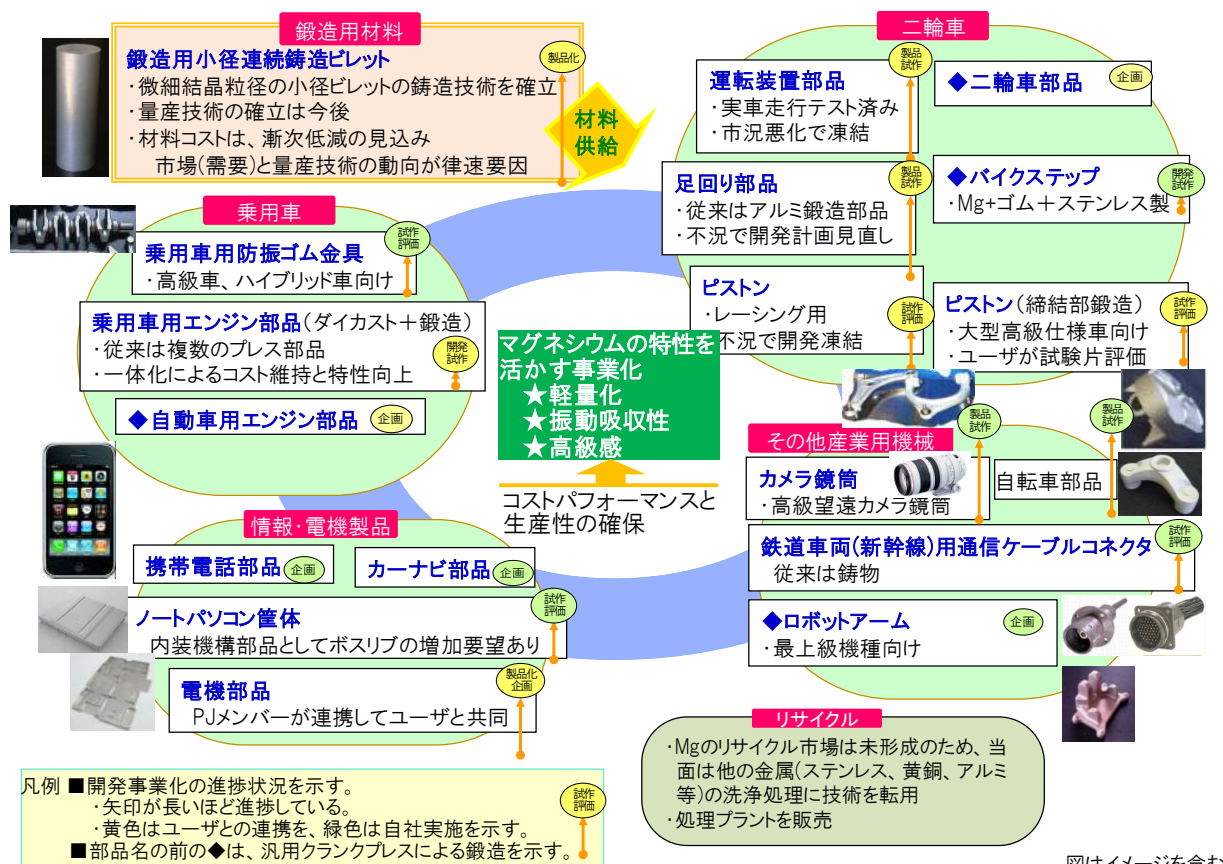 鍛造用材料
鍛造用小径連続鋳造ビレット
製品化
・微細結晶粒径の小径ビレットの鋳造技術を確立
・量産技術の確立は今後
・材料コストは、漸次低減の見込み
市場(需要)と量産技術の動向が律速要因
材料
供給
二輪車
運転装置部品
製品
試作
・実車走行テスト済み
・市況悪化で凍結
◆二輪車部品
企画
足回り部品
製品
試作
・従来はアルミ鍛造部品
・不況で開発計画見直し
◆バイクステップ
開発
試作
・Mg+ゴム+ステンレス製
ピストン
・レーシング用
不況で開発凍結
試作
評価
ピストン(締結部鍛造)
試作
評価
・大型高級仕様車向け
・ユーザが試験片評価
乗用車
乗用車用防振ゴム金具
試作
評価
・高級車、ハイブリッド車向け
乗用車用エンジン部品(ダイカスト+鍛造)
・従来は複数のプレス部品
・一体化によるコスト維持と特性向上
開発
試作
◆自動車用エンジン部品
企画
マグネシウムの特性を
活かす事業化
★軽量化
★振動吸収性
★高級感
コストパフォーマンスと
生産性の確保
その他産業用機械
カメラ鏡筒
・高級望遠カメラ鏡筒
製品
試作
自転車部品
製品
試作
鉄道車両(新幹線)用通信ケーブルコネクタ
従来は鋳物
試作
評価
◆ロボットアーム
企画
・最上級機種向け
情報・電機製品
携帯電話部品
企画
カーナビ部品
企画
ノートパソコン筐体
試作
評価
内装機構部品としてボスリブの増加要望あり
電機部品
製品化
企画
PJメンバーが連携してユーザと共同
リサイクル
・Mgのリサイクル市場は未形成のため、当
面は他の金属(ステンレス、黄銅、アルミ
等)の洗浄処理に技術を転用
・処理プラントを販売
凡例 ■開発事業化の進捗状況を示す。
・矢印が長いほど進捗している。
・黄色はユーザとの連携を、緑色は自社実施を示す。
■部品名の前の◆は、汎用クランクプレスによる鍛造を示す。
試作
評価
図はイメージを含む